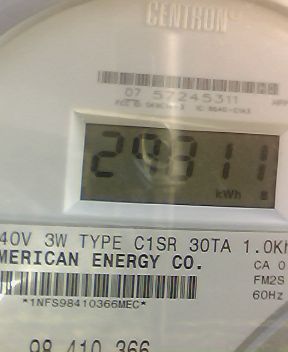 CENTRON
07 57245311
29311
kWh
40V 3W TYPE C1SR 30TA 1.0Kh
MERICAN ENERGY CO.
CA 0
FM2S
60Hz
*1NFS98410366MEC*
98 410 366